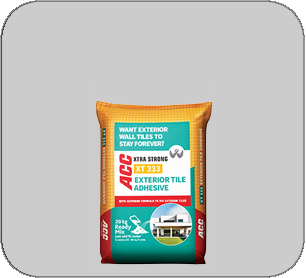 WANT EXTERIOR
WALL TILES TO
STAY FOREVER?
ACC
XTRA STRONG
XT 333
EXTERIOR TILE
ADHESIVE
20 kg
Ready
Mix
ACC
ACC